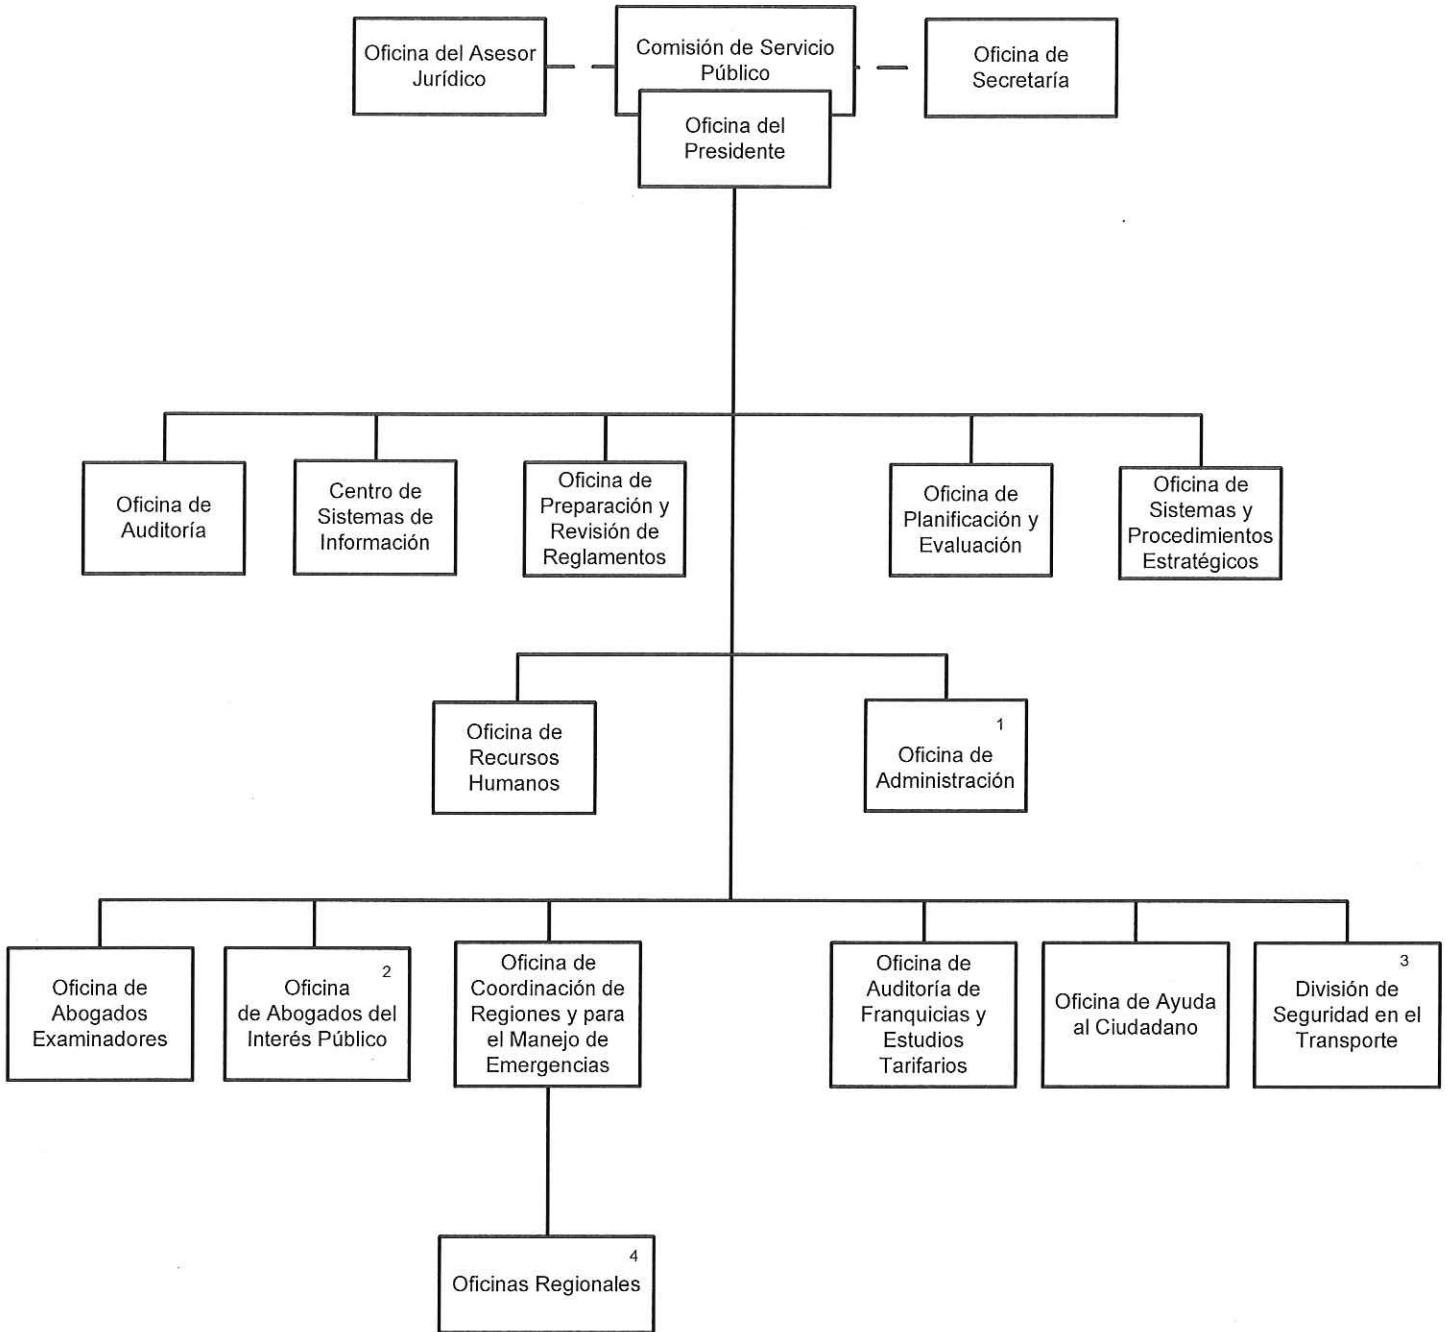 Oficina del Asesor
Jurídico
Comisión de Servicio
Público
Oficina de
Secretaría
Oficina del
Presidente
Oficina de
Auditoría
Centro de
Sistemas de
Información
Oficina de
Preparación y
Revisión de
Reglamentos
Oficina de
Planificación y
Evaluación
Oficina de
Sistemas y
Procedimientos
Estratégicos
Oficina de
Recursos
Humanos
1
Oficina de
Administración
Oficina de
Abogados
Examinadores
2
Oficina
de Abogados del
Interés Público
Oficina de
Coordinación de
Regiones y para
el Manejo de
Emergencias
Oficina de
Auditoría de
Franquicias y
Estudios
Tarifarios
Oficina de Ayuda
al Ciudadano
3
División de
Seguridad en el
Transporte
4
Oficinas Regionales